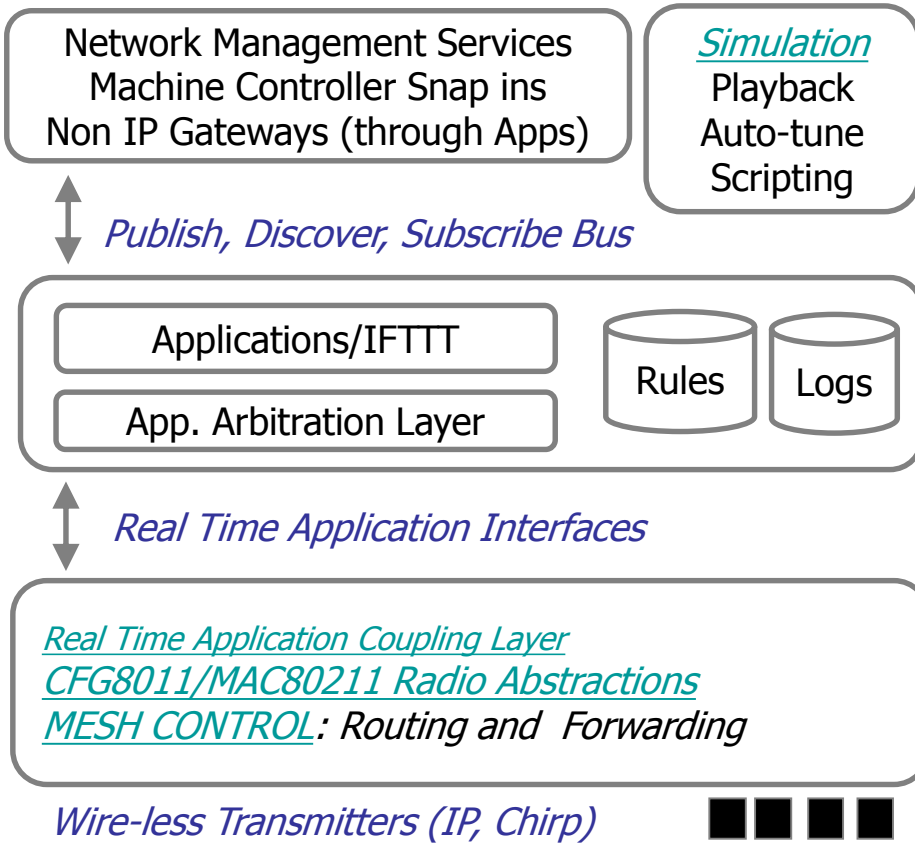 Network Management Services
Machine Controller Snap ins
Non IP Gateways (through Apps)
Simulation
Playback
Auto-tune
Scripting
Publish, Discover, Subscribe Bus
Applications/IFTTT
App. Arbitration Layer
Rules
Logs
Real Time Application Interfaces
Real Time Application Coupling Layer
CFG8011/MAC80211 Radio Abstractions
MESH CONTROL: Routing and Forwarding
Wire-less Transmitters (IP, Chirp)